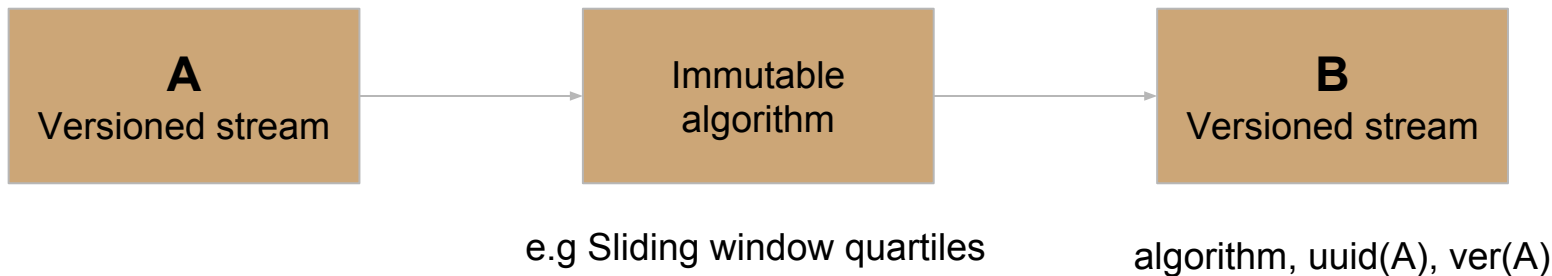 A
Versioned stream
Immutable
algorithm
B
Versioned stream
e.g Sliding window quartiles
algorithm, uuid(A), ver(A)